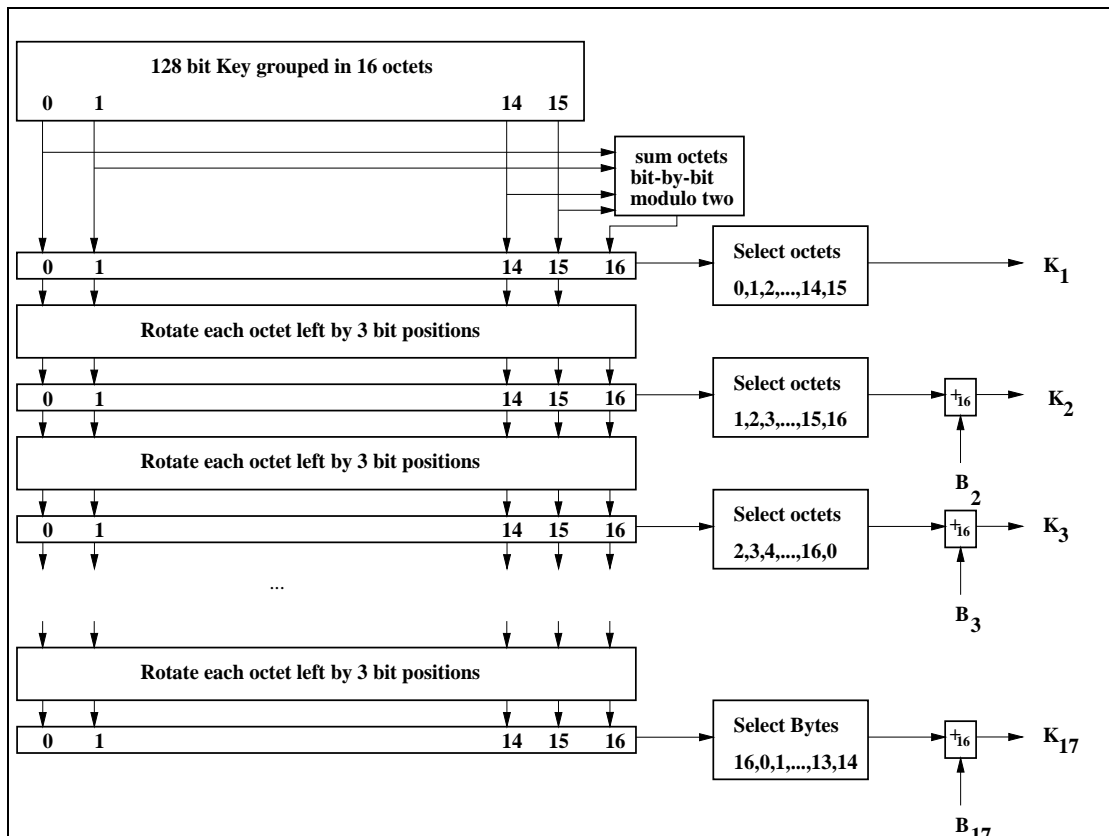 128 bit Key grouped in 16 octets
0 1 14 15
sum octets
bit-by-bit
modulo two
0 1 14 15 16
Select octets
0,1,2,...,14,15
K1
Rotate each octet left by 3 bit positions
0 1 14 15 16
Select octets
1,2,3,...,15,16
+16
K2
B2
Rotate each octet left by 3 bit positions
0 1 14 15 16
Select octets
2,3,4,...,16,0
+16
K3
B3
...
Rotate each octet left by 3 bit positions
0 1 14 15 16
Select Bytes
16,0,1,...,13,14
+16
K17
B17